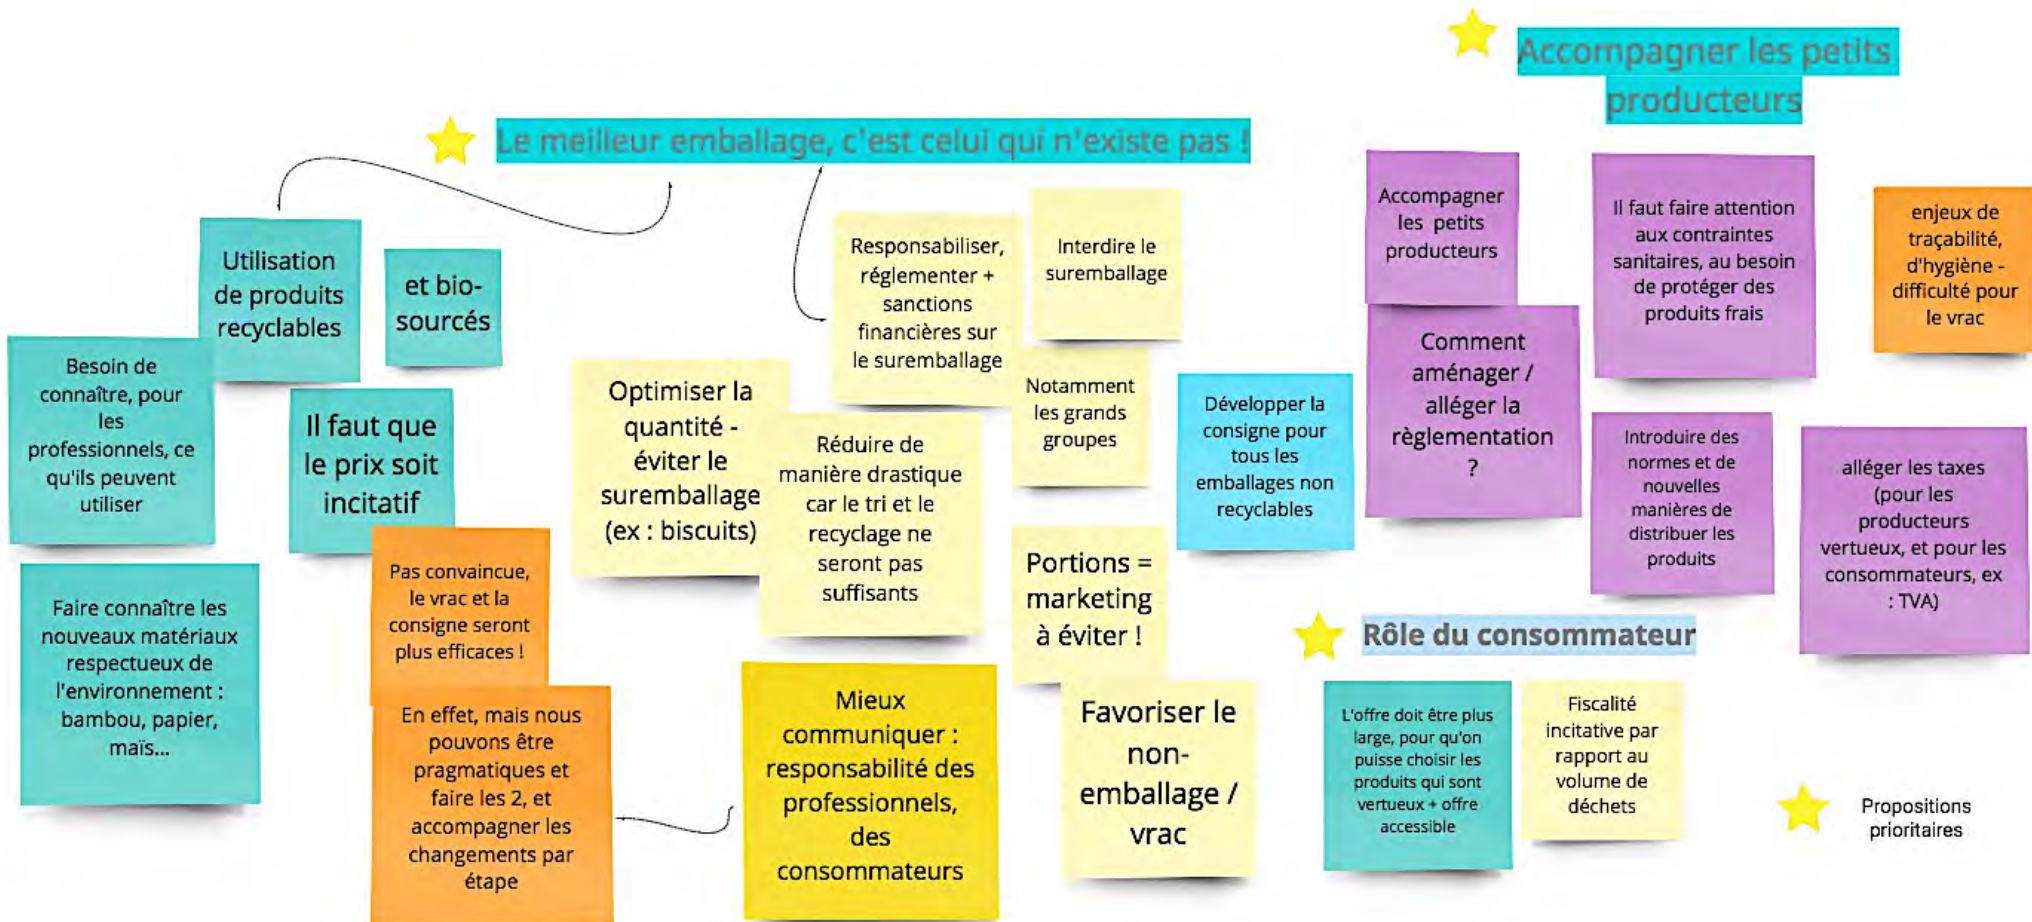 Accompagner les petits
producteurs
Le meilleur emballage, c'est celui qui n'existe pas !
Utilisation
de produits
recyclables
et bio-
sourcés
Besoin de
connaître, pour
les
professionnels, ce
qu'ils peuvent
utiliser
Il faut que
le prix soit
incitatif
Faire connaître les
nouveaux matériaux
respectueux de
l'environnement :
bambou, papier,
maïs...
Pas convaincue,
le vrac et la
consigne seront
plus efficaces !
En effet, mais nous
pouvons être
pragmatiques et
faire les 2, et
accompagner les
changements par
étape
Optimiser la
quantité -
éviter le
suremballage
(ex : biscuits)
Responsabiliser,
réglementer +
sanctions
financières sur
le suremballage
Interdire le
suremballage
Notamment
les grands
groupes
Réduire de
manière drastique
car le tri et le
recyclage ne
seront pas
suffisants
Portions =
marketing
à éviter !
Mieux
communiquer :
responsabilité des
professionnels,
des
consommateurs
Favoriser le
non-
emballage /
vrac
Développer la
consigne pour
tous les
emballages non
recyclables
Accompagner
les petits
producteurs
Il faut faire attention
aux contraintes
sanitaires, au besoin
de protéger des
produits frais
enjeux de
traçabilité,
d'hygiène -
difficulté pour
le vrac
Comment
aménager /
alléger la
règlementation
?
Introduire des
normes et de
nouvelles
manières de
distribuer les
produits
alléger les taxes
(pour les
producteurs
vertueux, et pour les
consommateurs, ex
: TVA)
Rôle du consommateur
L'offre doit être plus
large, pour qu'on
puisse choisir les
produits qui sont
vertueux + offre
accessible
Fiscalité
incitative par
rapport au
volume de
déchets
Propositions
prioritaires